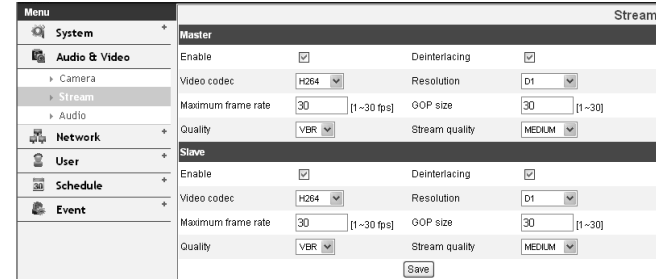 Menu
Stream
System +
Audio & Video
Camera
Stream
Audio
Network +
User +
30 Schedule +
Event +
Master
Enable Deinterlacing
Video codec H264 Resolution D1
Maximum frame rate 30 [1~30 fps] GOP size 30 [1~30]
Quality VBR Stream quality MEDIUM
Slave
Enable Deinterlacing
Video codec H264 Resolution D1
Maximum frame rate 30 [1~30 fps] GOP size 30 [1~30]
Quality VBR Stream quality MEDIUM
Save